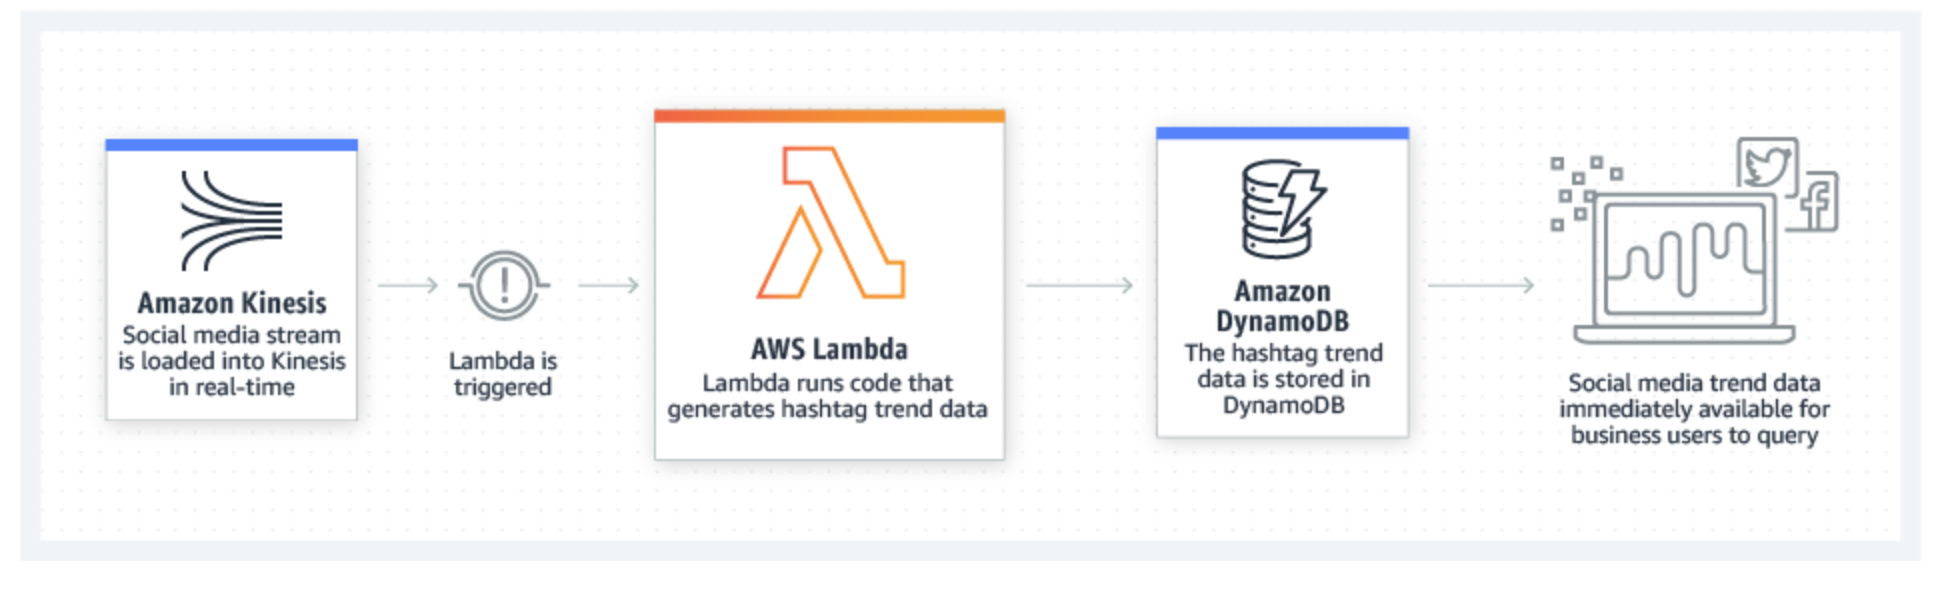 Amazon Kinesis
Social media stream
is loaded into Kinesis
in real-time
Lambda is
triggered
AWS Lambda
Lambda runs code that
generates hashtag trend data
Amazon
DynamoDB
The hashtag trend
data is stored in
DynamoDB
Social media trend data
immediately available for
business users to query